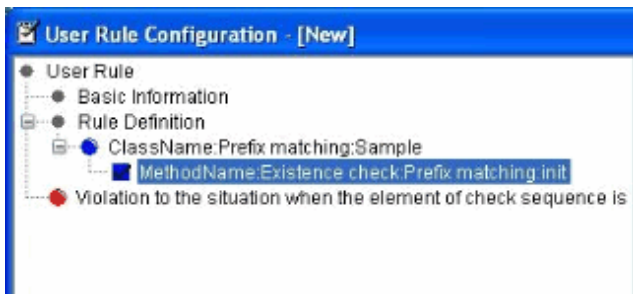 User Rule Configuration - [New]
User Rule
Basic Information
Rule Definition
ClassName:Prefix matching:Sample
MethodName:Existence check:Prefix matching:init
Violation to the situation when the element of check sequence is